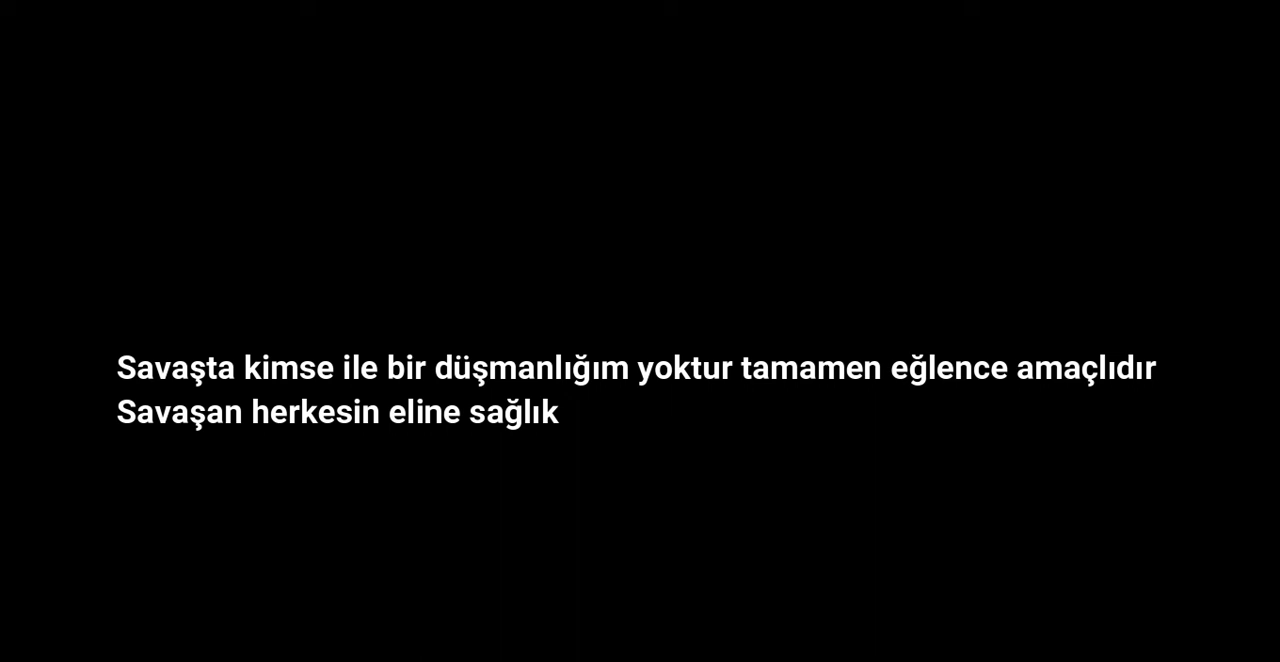 Savaşta kimse ile bir düşmanlığım yoktur tamamen eğlence amaçlıdır
Savaşan herkesin eline sağlık